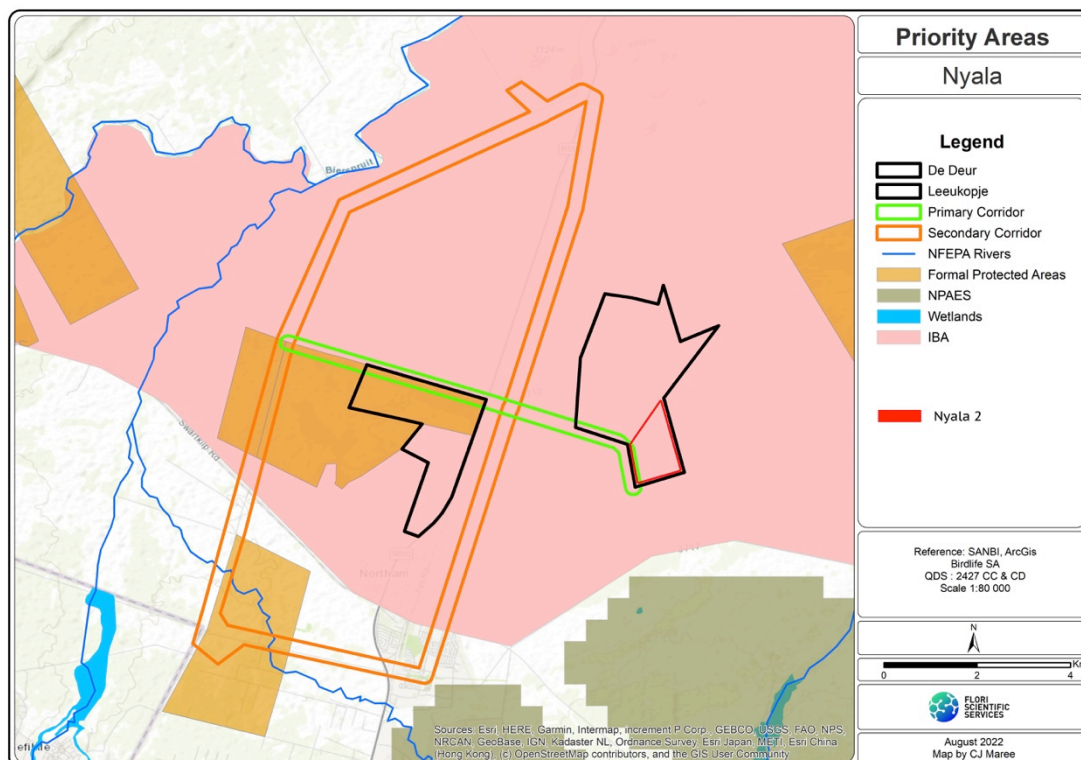 Priority Areas
Nyala
Legend
De Deur
Leeukopje
Primary Corridor
Secondary Corridor
NFEPA Rivers
Formal Protected Areas
NPAES
Wetlands
IBA
Nyala 2
Reference: SANBI, ArcGis
Birdlife SA
QDS : 2427 CC & CD
Scale 1:80 000
N
0 2 4
Km
FLORI
SCIENTIFIC
SERVICES
August 2022
Map by CJ Maree
Bierspruit
Swartklip Rd
Northam
Sources: Esri, HERE, Garmin, Intermap, increment P Corp., GEBCO, USGS, FAO, NPS,
NRCAN, GeoBase, IGN, Kadaster NL, Ordnance Survey, Esri Japan, METI, Esri China
(Hong Kong), (c) OpenStreetMap contributors, and the GIS User Community